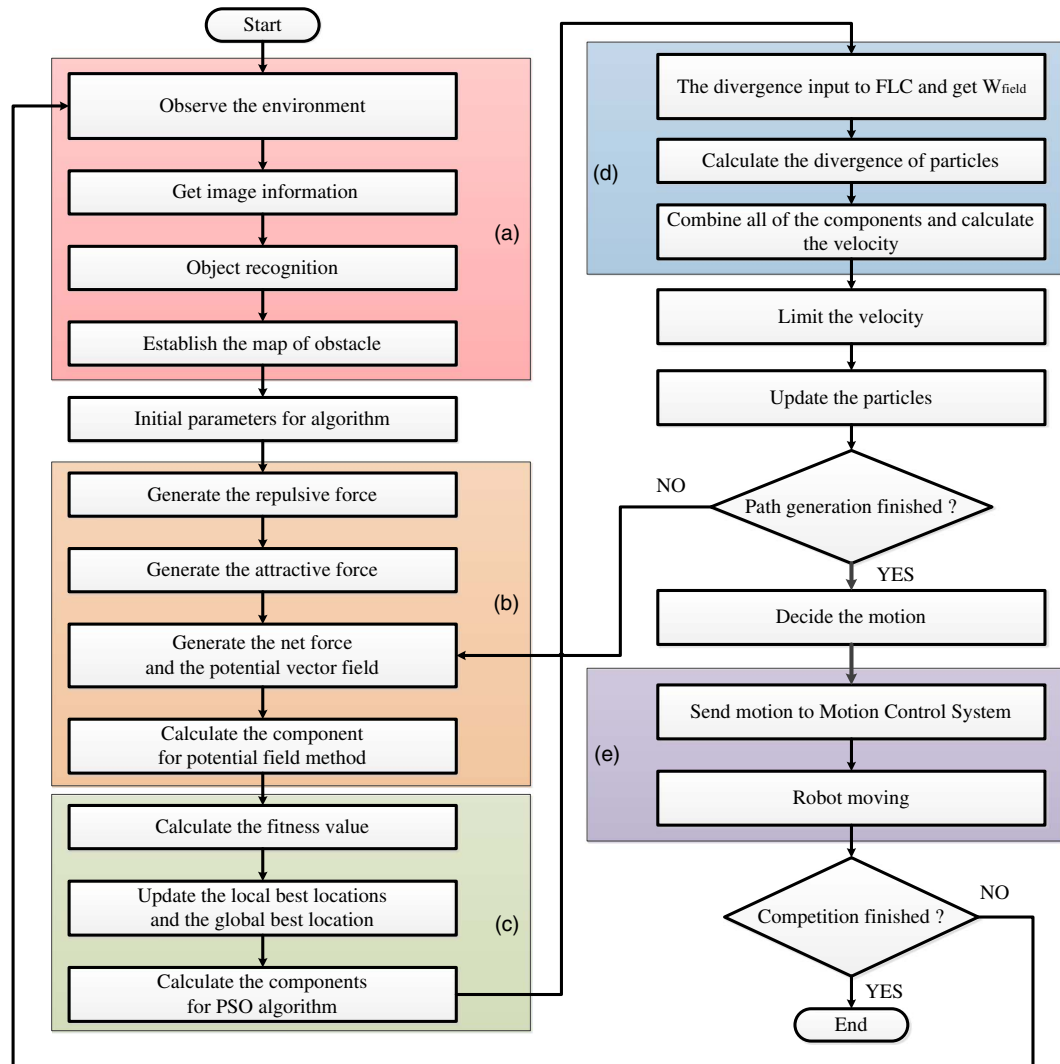 Start
Observe the environment
Get image information
(a)
Object recognition
Establish the map of obstacle
Initial parameters for algorithm
Generate the repulsive force
Generate the attractive force
(b)
Generate the net force
and the potential vector field
Calculate the component
for potential field method
Calculate the fitness value
Update the local best locations
and the global best location
(c)
Calculate the components
for PSO algorithm
The divergence input to FLC and get Wfield
Calculate the divergence of particles
(d)
Combine all of the components and calculate
the velocity
Limit the velocity
Update the particles
NO
Path generation finished ?
YES
Decide the motion
Send motion to Motion Control System
(e)
Robot moving
NO
Competition finished ?
YES
End